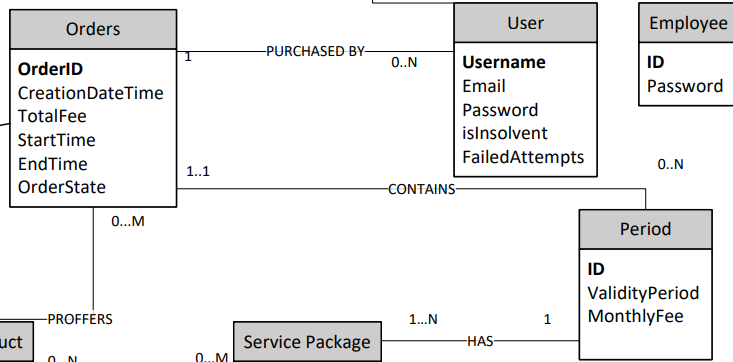 Orders
OrderID
CreationDateTime
TotalFee
StartTime
EndTime
OrderState
1
PURCHASED BY
0..N
User
Username
Email
Password
isInsolvent
FailedAttempts
Employee
ID
Password
1..1
CONTAINS
0..N
Period
ID
ValidityPeriod
MonthlyFee
0...M
PROFFERS
uct
0...N
0...M
Service Package
1...N
HAS
1